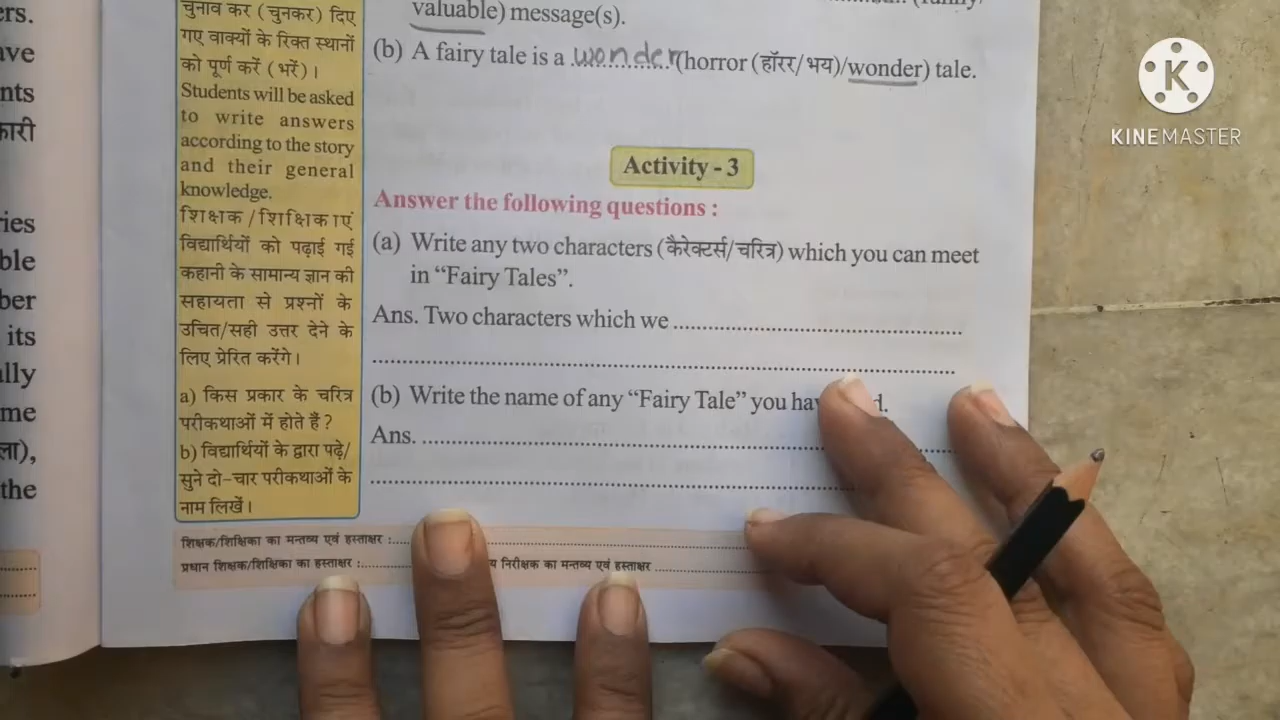 ers.
ave
nts
कारी
ries
ble
ber
its
lly
me
ला),
the
चुनाव कर (चुनकर) दिए
गए वाक्यों के रिक्त स्थानों
को पूर्ण करें (भरें)।
Students will be asked
to write answers
according to the story
and their general
knowledge.
शिक्षक/शिक्षिकाएं
विद्यार्थियों को पढ़ाई गई
कहानी के सामान्य ज्ञान की
सहायता से प्रश्नों के
उचित/सही उत्तर देने के
लिए प्रेरित करेंगे।
a) किस प्रकार के चरित्र
परीकथाओं में होते हैं?
b) विद्यार्थियों के द्वारा पढ़े/
सुने दो-चार परीकथाओं के
नाम लिखें।
valuable) message(s).
(b) A fairy tale is a wonder (horror (हॉरर/भय)/wonder) tale.
Activity - 3
Answer the following questions :
(a) Write any two characters (कैरेक्टर्स/चरित्र) which you can meet
in “Fairy Tales”.
Ans. Two characters which we ........................................
................................................................................
(b) Write the name of any “Fairy Tale” you
Ans. ........................................................................
................................................................................
शिक्षक/शिक्षिका का मन्तव्य एवं हस्ताक्षर :....
प्रधान शिक्षक/शिक्षिका का हस्ताक्षर :........ निरीक्षक का मन्तव्य एवं हस्ताक्षर ................
KINEMASTER